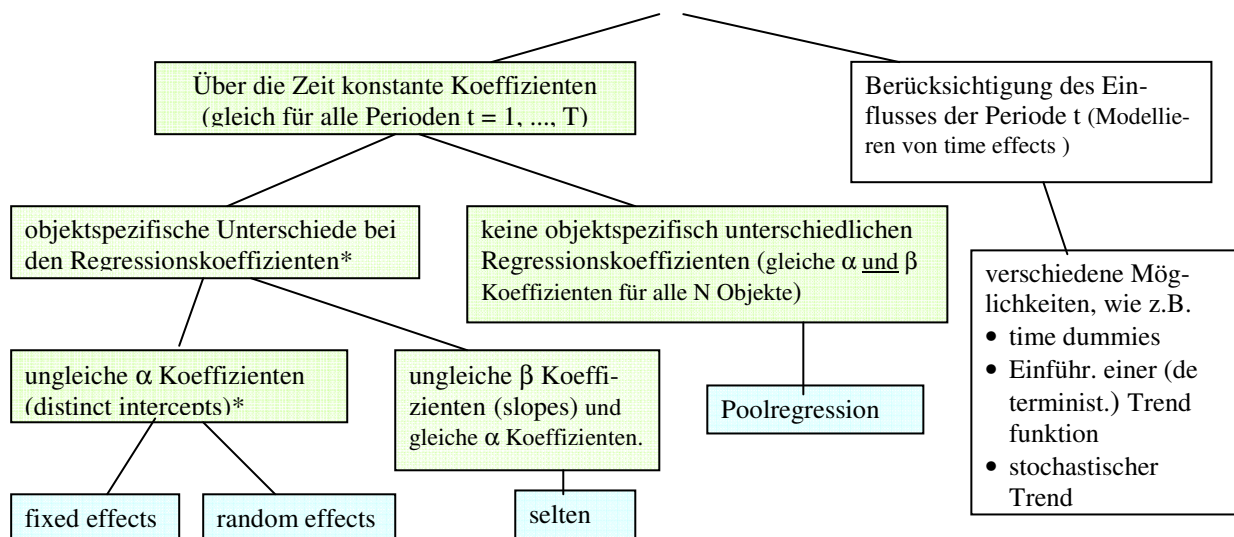 Über die Zeit konstante Koeffizienten
(gleich für alle Perioden t = 1, ..., T)
Berücksichtigung des Ein-
flusses der Periode t (Modellie-
ren von time effects )
objektspezifische Unterschiede bei
den Regressionskoeffizienten*
keine objektspezifisch unterschiedlichen
Regressionskoeffizienten (gleiche α und β
Koeffizienten für alle N Objekte)
verschiedene Mög-
lichkeiten, wie z.B.
• time dummies
• Einführ. einer (de
terminist.) Trend
funktion
• stochastischer
Trend
ungleiche α Koeffizienten
(distinct intercepts)*
ungleiche β Koeffi-
zienten (slopes) und
gleiche α Koeffizienten.
Poolregression
fixed effects
random effects
selten